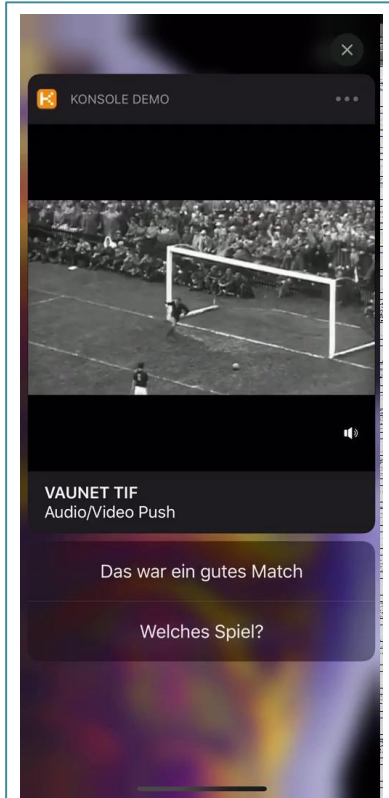 KONSOLE DEMO
VAUNET TIF
Audio/Video Push
Das war ein gutes Match
Welches Spiel?